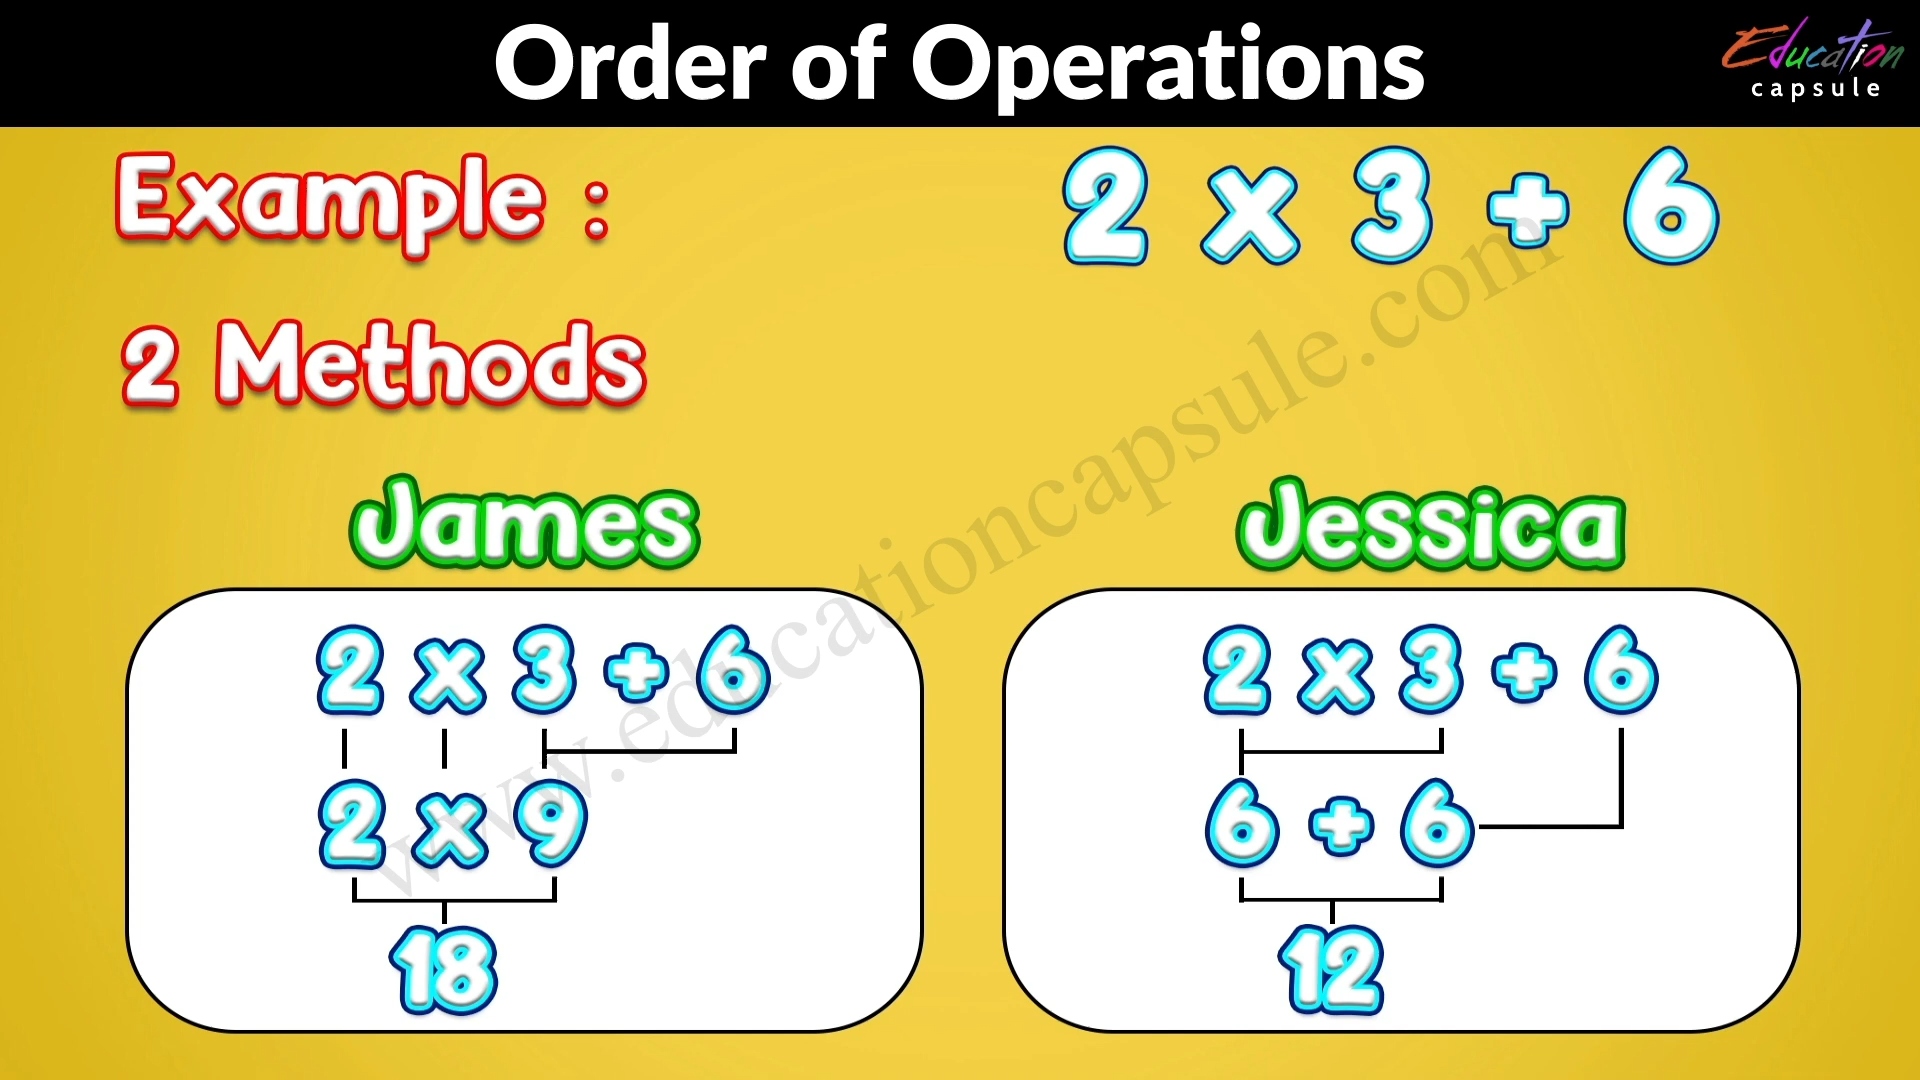 Order of Operations
Education
capsule
Example :
2 x 3 + 6
2 Methods
James
2 x 3 + 6
2 x 9
18
Jessica
2 x 3 + 6
6 + 6
12
www.educationcapsule.com